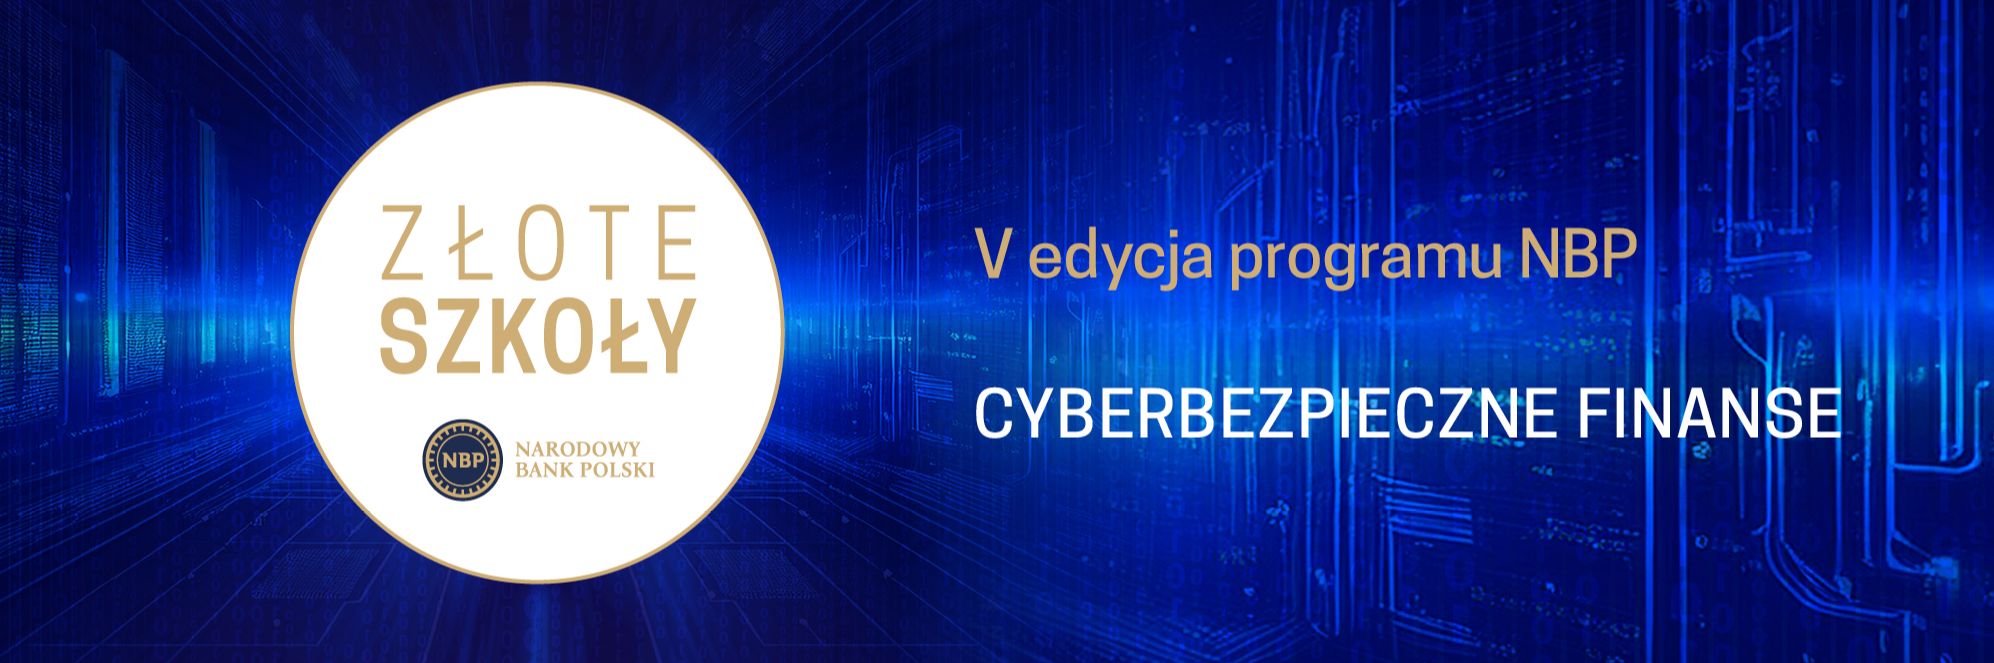 ZŁOTE
SZKOŁY
NBP
NARODOWY
BANK POLSKI
V edycja programu NBP
CYBERBEZPIECZNE FINANSE